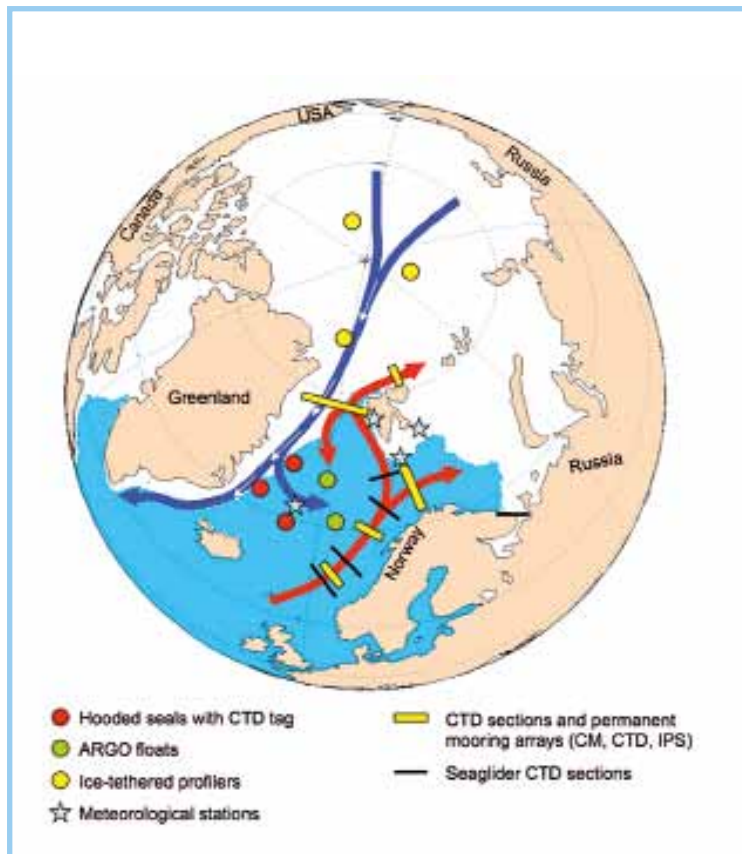 USA
Russia
Canada
Greenland
Russia
Norway
Hooded seals with CTD tag
ARGO floats
Ice-tethered profilers
Meteorological stations
CTD sections and permanent
mooring arrays (CM, CTD, IPS)
Seaglider CTD sections